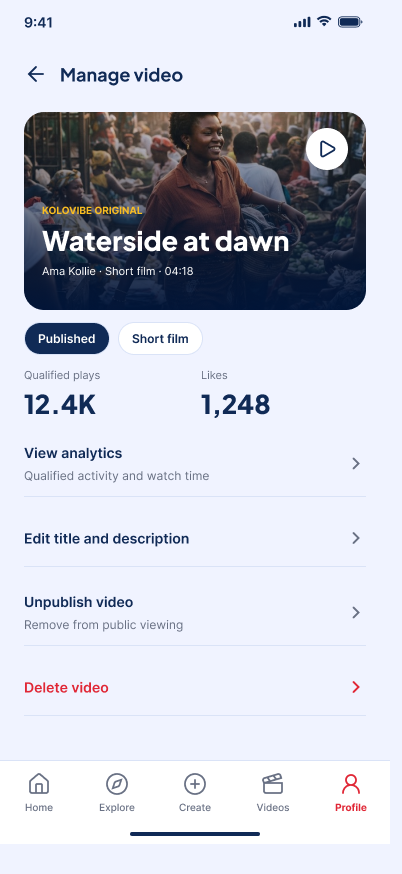 9:41
Manage video
KOLOVIBE ORIGINAL
Waterside at dawn
Ama Kollie · Short film · 04:18
Published
Short film
Qualified plays
Likes
12.4K
1,248
View analytics
Qualified activity and watch time
Edit title and description
Unpublish video
Remove from public viewing
Delete video
Home
Explore
Create
Videos
Profile